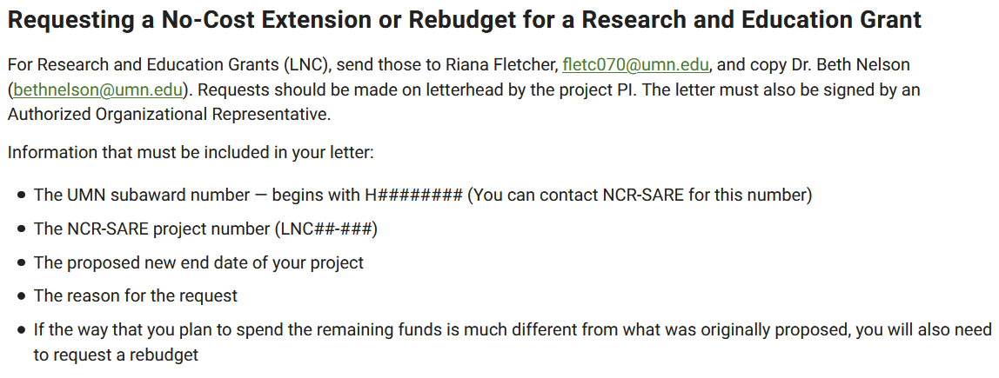 Requesting a No-Cost Extension or Rebudget for a Research and Education Grant
For Research and Education Grants (LNC), send those to Riana Fletcher, fletc070@umn.edu, and copy Dr. Beth Nelson
(bethnelson@umn.edu). Requests should be made on letterhead by the project PI. The letter must also be signed by an
Authorized Organizational Representative.
Information that must be included in your letter:
• The UMN subaward number — begins with H######## (You can contact NCR-SARE for this number)
• The NCR-SARE project number (LNC##-###)
• The proposed new end date of your project
• The reason for the request
• If the way that you plan to spend the remaining funds is much different from what was originally proposed, you will also need
to request a rebudget